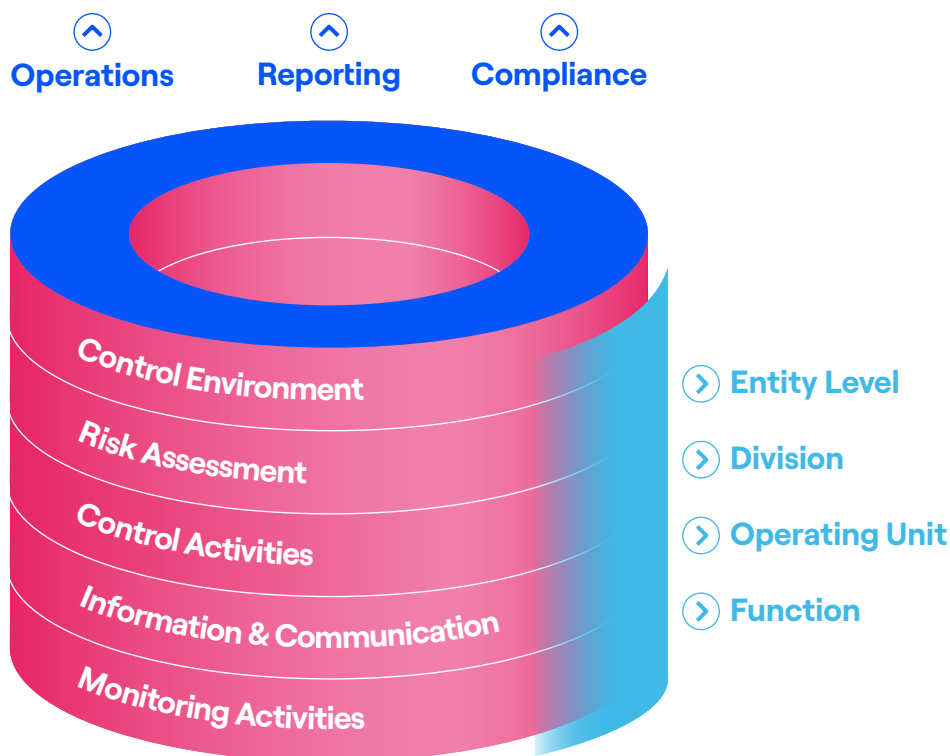 Operations
Reporting
Compliance
Control Environment
Risk Assessment
Control Activities
Information & Communication
Monitoring Activities
Entity Level
Division
Operating Unit
Function